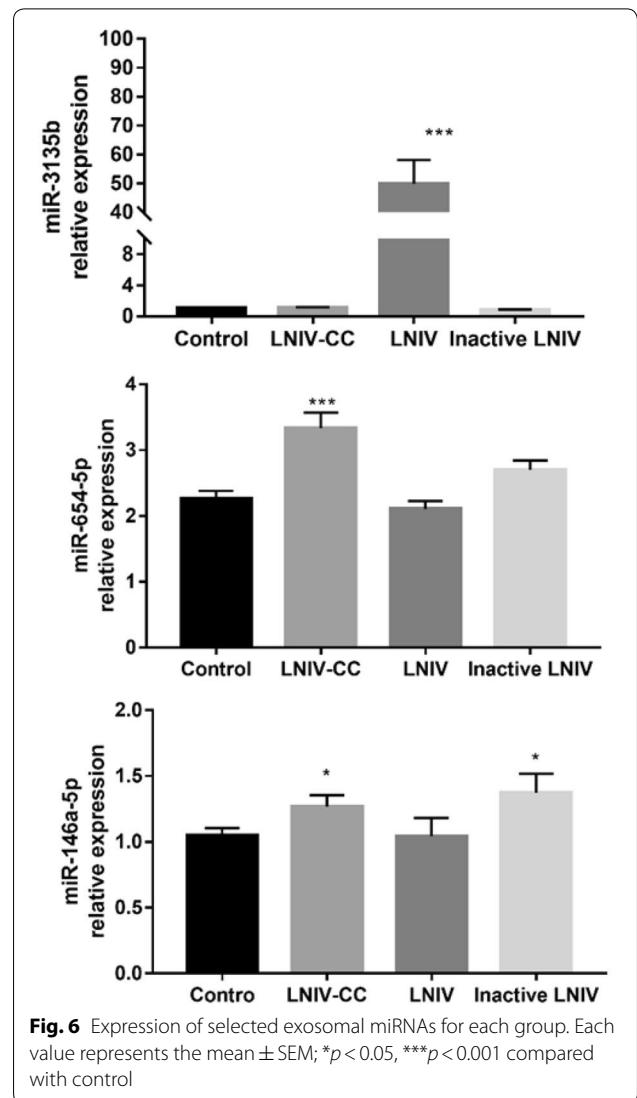 miR-3135b
relative expression
100
90
80
70
60
50
40
8
4
0
***
Control LNIV-CC LNIV Inactive LNIV
miR-654-5p
relative expression
4
3
2
1
0
***
Control LNIV-CC LNIV Inactive LNIV
miR-146a-5p
relative expression
2.0
1.5
1.0
0.5
0.0
*
*
Contro LNIV-CC LNIV Inactive LNIV
Fig. 6 Expression of selected exosomal miRNAs for each group. Each
value represents the mean ± SEM; *p < 0.05, ***p < 0.001 compared
with control